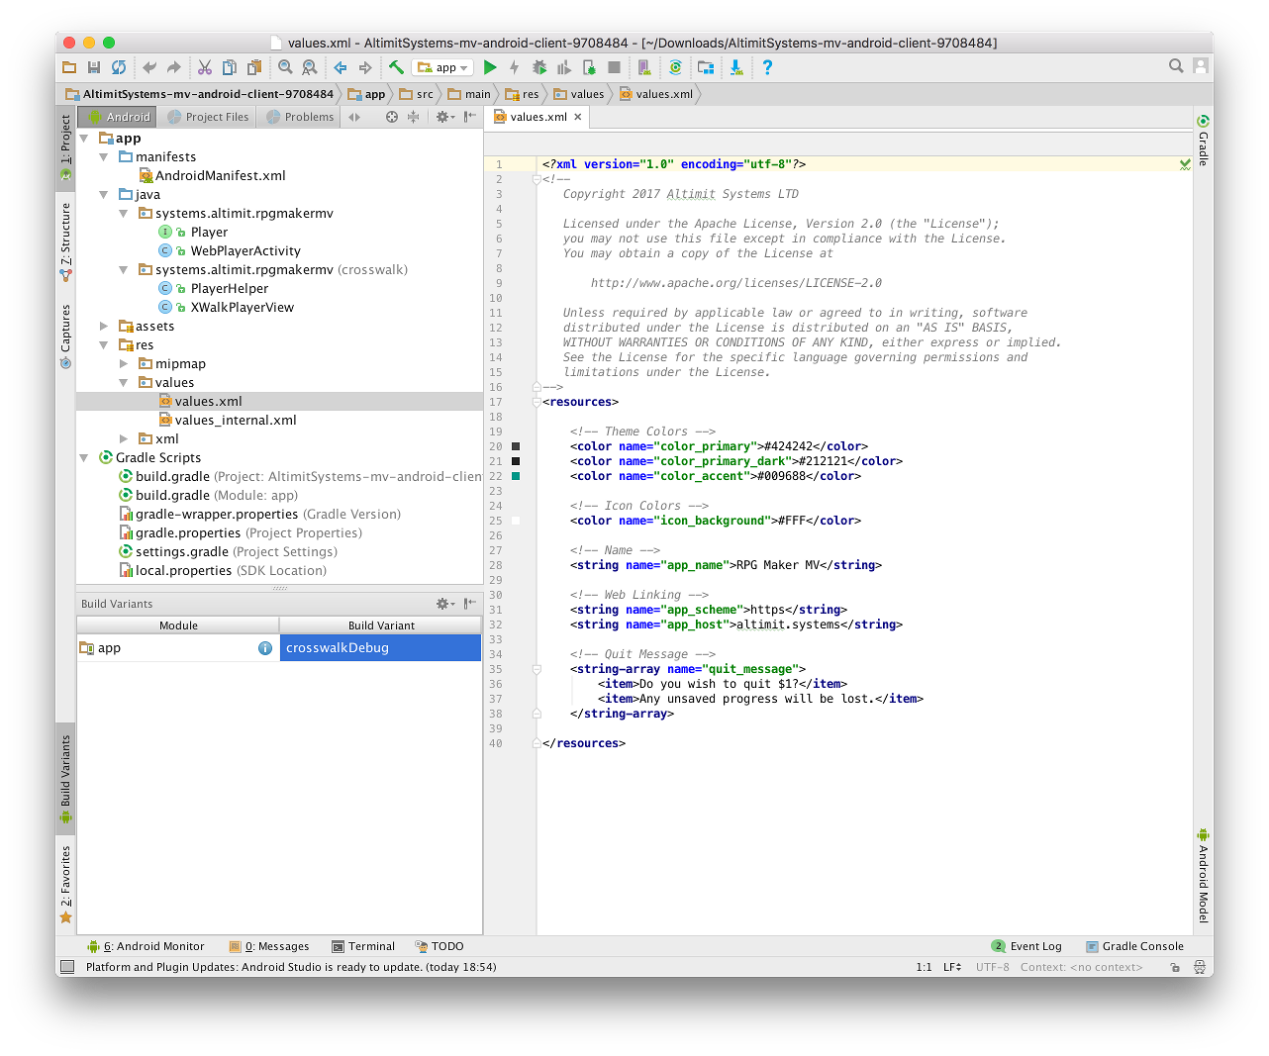 values.xml - AltimitSystems-mv-android-client-9708484 - [~/Downloads/AltimitSystems-mv-android-client-9708484]
app
AltimitSystems-mv-android-client-9708484 app src main res values values.xml
1: Project
7: Structure
Captures
Build Variants
2: Favorites
Android Project Files Problems
app
manifests
AndroidManifest.xml
java
systems.altimit.rpgmakermv
Player
WebPlayerActivity
systems.altimit.rpgmakermv (crosswalk)
PlayerHelper
XWalkPlayerView
assets
res
mipmap
values
values.xml
values_internal.xml
xml
Gradle Scripts
build.gradle (Project: AltimitSystems-mv-android-clien
build.gradle (Module: app)
gradle-wrapper.properties (Gradle Version)
gradle.properties (Project Properties)
settings.gradle (Project Settings)
local.properties (SDK Location)
Build Variants
Module Build Variant
app crosswalkDebug
values.xml
1 <?xml version="1.0" encoding="utf-8"?>
2 <!--
3 Copyright 2017 Altimit Systems LTD
4
5 Licensed under the Apache License, Version 2.0 (the "License");
6 you may not use this file except in compliance with the License.
7 You may obtain a copy of the License at
8
9 http://www.apache.org/licenses/LICENSE-2.0
10
11 Unless required by applicable law or agreed to in writing, software
12 distributed under the License is distributed on an "AS IS" BASIS,
13 WITHOUT WARRANTIES OR CONDITIONS OF ANY KIND, either express or implied.
14 See the License for the specific language governing permissions and
15 limitations under the License.
16 -->
17 <resources>
18
19 <!-- Theme Colors -->
20 <color name="color_primary">#424242</color>
21 <color name="color_primary_dark">#212121</color>
22 <color name="color_accent">#009688</color>
23
24 <!-- Icon Colors -->
25 <color name="icon_background">#FFF</color>
26
27 <!-- Name -->
28 <string name="app_name">RPG Maker MV</string>
29
30 <!-- Web Linking -->
31 <string name="app_scheme">https</string>
32 <string name="app_host">altimit.systems</string>
33
34 <!-- Quit Message -->
35 <string-array name="quit_message">
36 <item>Do you wish to quit $1?</item>
37 <item>Any unsaved progress will be lost.</item>
38 </string-array>
39
40 </resources>
Gradle
Android Model
6: Android Monitor 0: Messages Terminal TODO 2 Event Log Gradle Console
Platform and Plugin Updates: Android Studio is ready to update. (today 18:54) 1:1 LF UTF-8 Context: <no context>